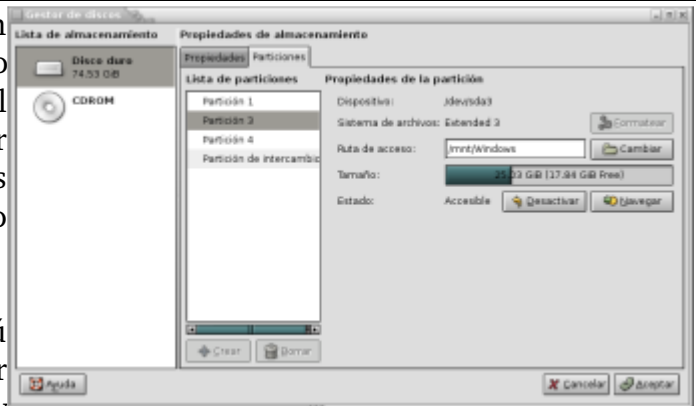 Gestor de discos
Lista de almacenamiento
Disco duro
74.53 GiB
CDROM
Propiedades de almacenamiento
Propiedades Particiones
Lista de particiones
Partición 1
Partición 3
Partición 4
Partición de intercambio
Crear Borrar
Propiedades de la partición
Dispositivo: /dev/sda3
Sistema de archivos: Extended 3 Formatear
Ruta de acceso: /mnt/Windows Cambiar
Tamaño: 25.03 GiB (17.84 GiB Free)
Estado: Accesible Desactivar Navegar
Ayuda Cancelar Aceptar